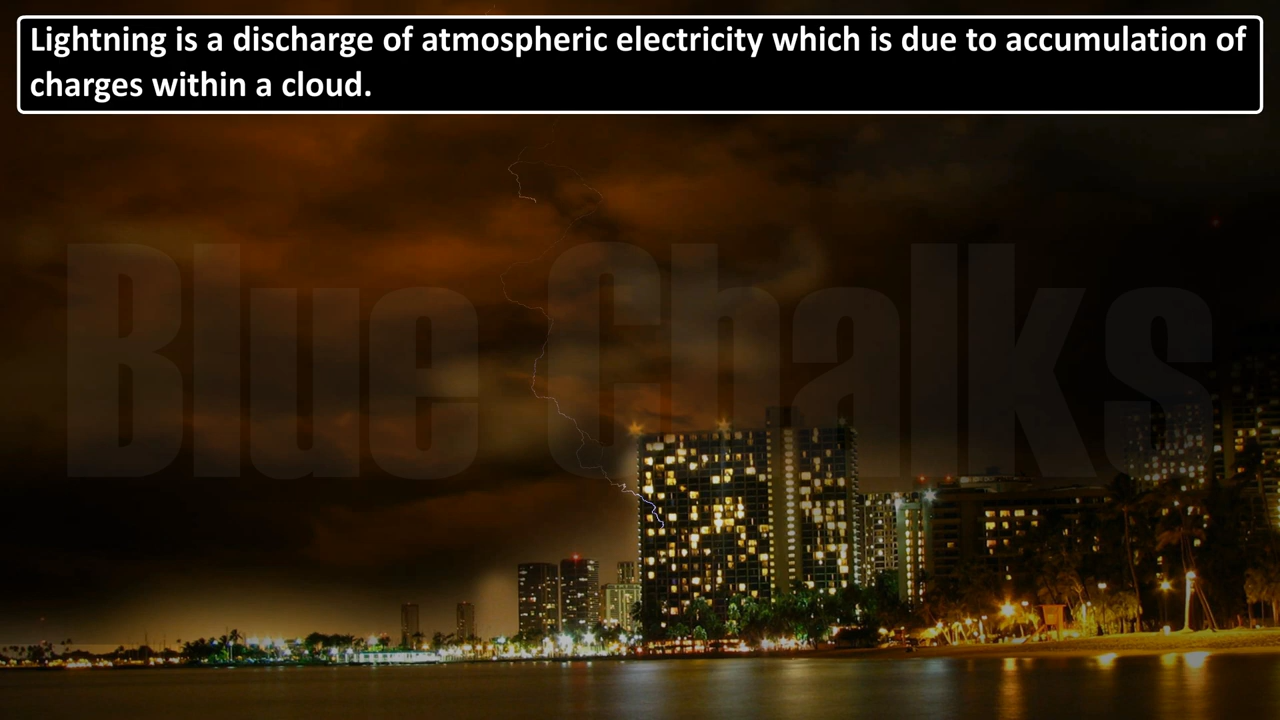 Lightning is a discharge of atmospheric electricity which is due to accumulation of
charges within a cloud.
Blue Chalks